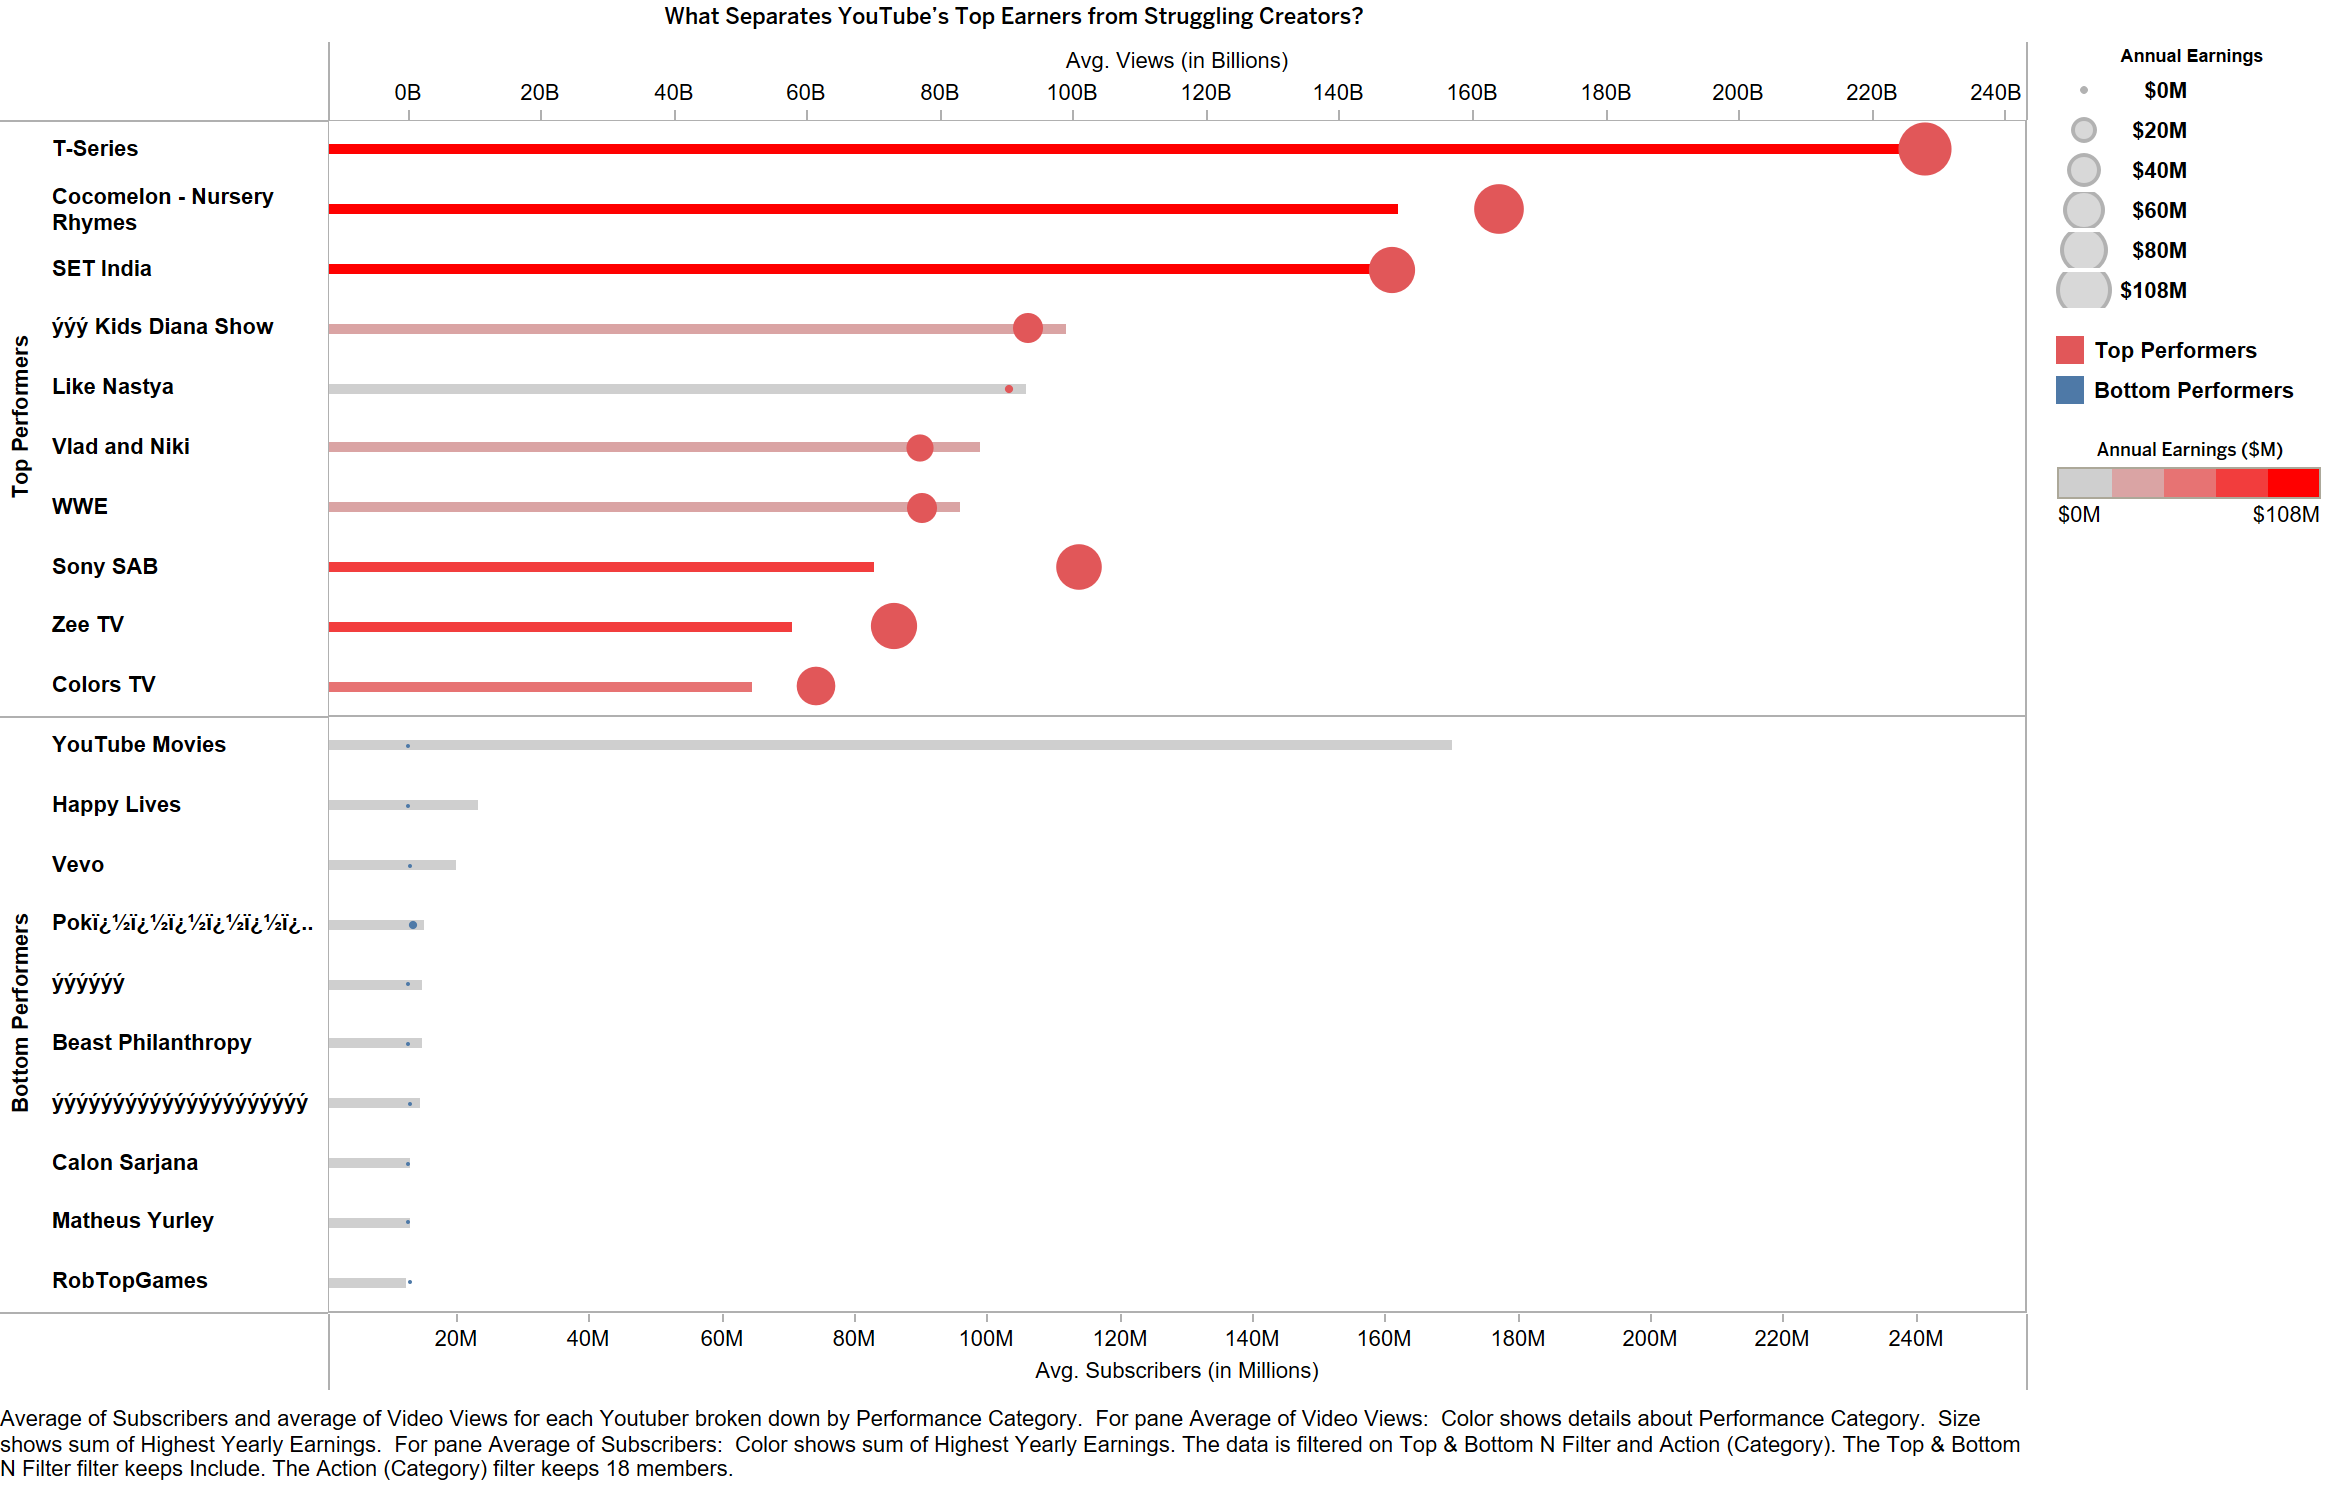 What Separates YouTube's Top Earners from Struggling Creators?
Avg. Views (in Billions)
0B 20B 40B 60B 80B 100B 120B 140B 160B 180B 200B 220B 240B
Top Performers
T-Series
Cocomelon - Nursery
Rhymes
SET India
ýýý Kids Diana Show
Like Nastya
Vlad and Niki
WWE
Sony SAB
Zee TV
Colors TV
Bottom Performers
YouTube Movies
Happy Lives
Vevo
Pokï¿½ï¿½ï¿½ï¿½ï¿½ï¿..
ýýýýýý
Beast Philanthropy
ýýýýýýýýýýýýýýýýýýýýý
Calon Sarjana
Matheus Yurley
RobTopGames
20M 40M 60M 80M 100M 120M 140M 160M 180M 200M 220M 240M
Avg. Subscribers (in Millions)
Annual Earnings
$0M
$20M
$40M
$60M
$80M
$108M
Top Performers
Bottom Performers
Annual Earnings ($M)
$0M $108M
Average of Subscribers and average of Video Views for each Youtuber broken down by Performance Category.  For pane Average of Video Views:  Color shows details about Performance Category.  Size
shows sum of Highest Yearly Earnings.  For pane Average of Subscribers:  Color shows sum of Highest Yearly Earnings. The data is filtered on Top & Bottom N Filter and Action (Category). The Top & Bottom
N Filter filter keeps Include. The Action (Category) filter keeps 18 members.